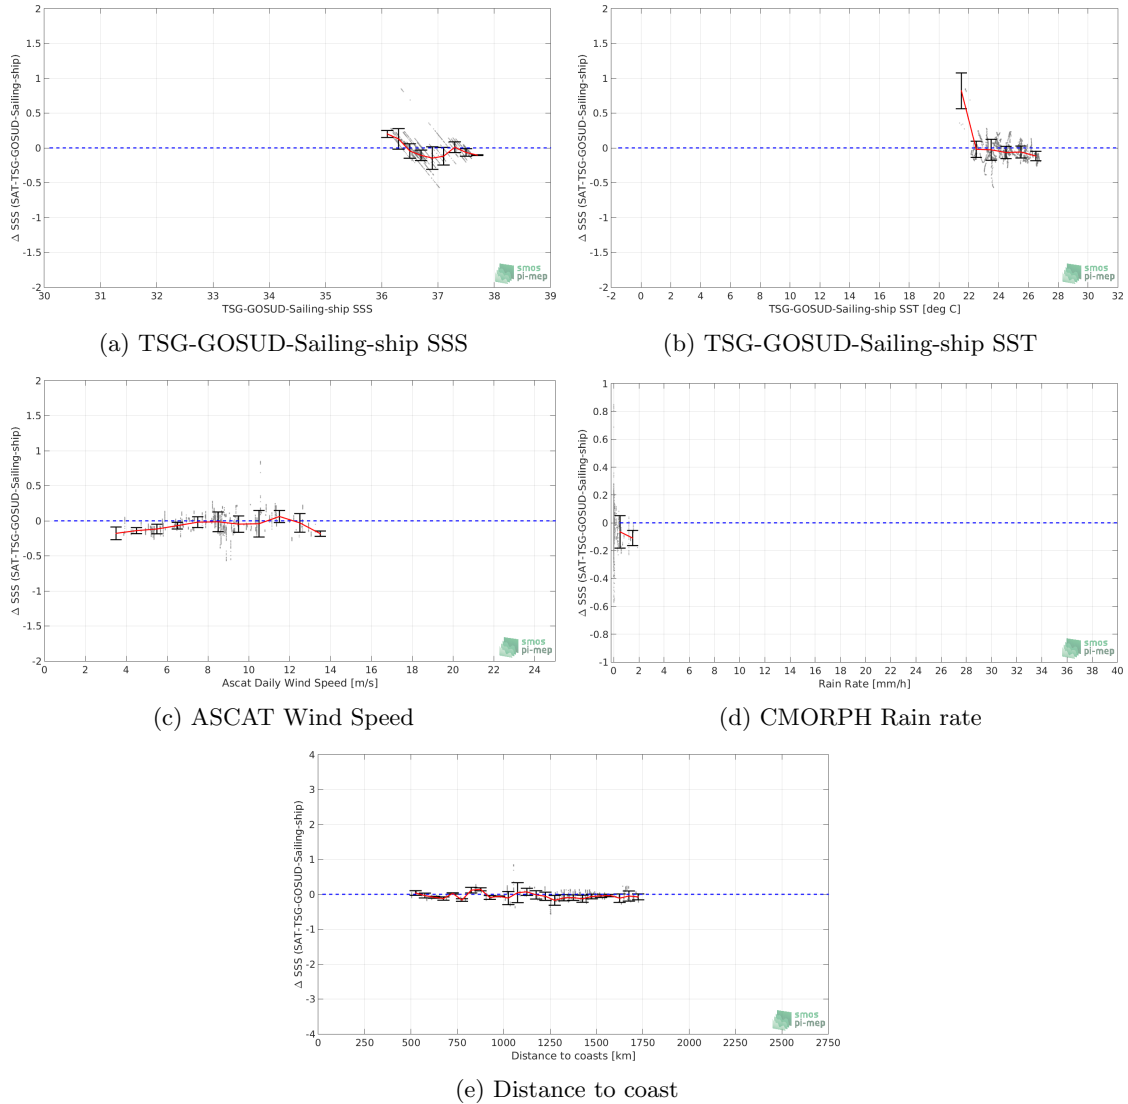 2
1.5
1
0.5
0
-0.5
-1
-1.5
-2
Δ SSS (SAT-TSG-GOSUD-Sailing-ship)
30 31 32 33 34 35 36 37 38 39
TSG-GOSUD-Sailing-ship SSS
smos
pi-mep
(a) TSG-GOSUD-Sailing-ship SSS
2
1.5
1
0.5
0
-0.5
-1
-1.5
-2
Δ SSS (SAT-TSG-GOSUD-Sailing-ship)
-2 0 2 4 6 8 10 12 14 16 18 20 22 24 26 28 30 32
TSG-GOSUD-Sailing-ship SST [deg C]
smos
pi-mep
(b) TSG-GOSUD-Sailing-ship SST
2
1.5
1
0.5
0
-0.5
-1
-1.5
-2
Δ SSS (SAT-TSG-GOSUD-Sailing-ship)
0 2 4 6 8 10 12 14 16 18 20 22 24
Ascat Daily Wind Speed [m/s]
smos
pi-mep
(c) ASCAT Wind Speed
1
0.8
0.6
0.4
0.2
0
-0.2
-0.4
-0.6
-0.8
-1
Δ SSS (SAT-TSG-GOSUD-Sailing-ship)
0 2 4 6 8 10 12 14 16 18 20 22 24 26 28 30 32 34 36 38 40
Rain Rate [mm/h]
smos
pi-mep
(d) CMORPH Rain rate
4
3
2
1
0
-1
-2
-3
-4
Δ SSS (SAT-TSG-GOSUD-Sailing-ship)
0 250 500 750 1000 1250 1500 1750 2000 2250 2500 2750
Distance to coasts [km]
smos
pi-mep
(e) Distance to coast